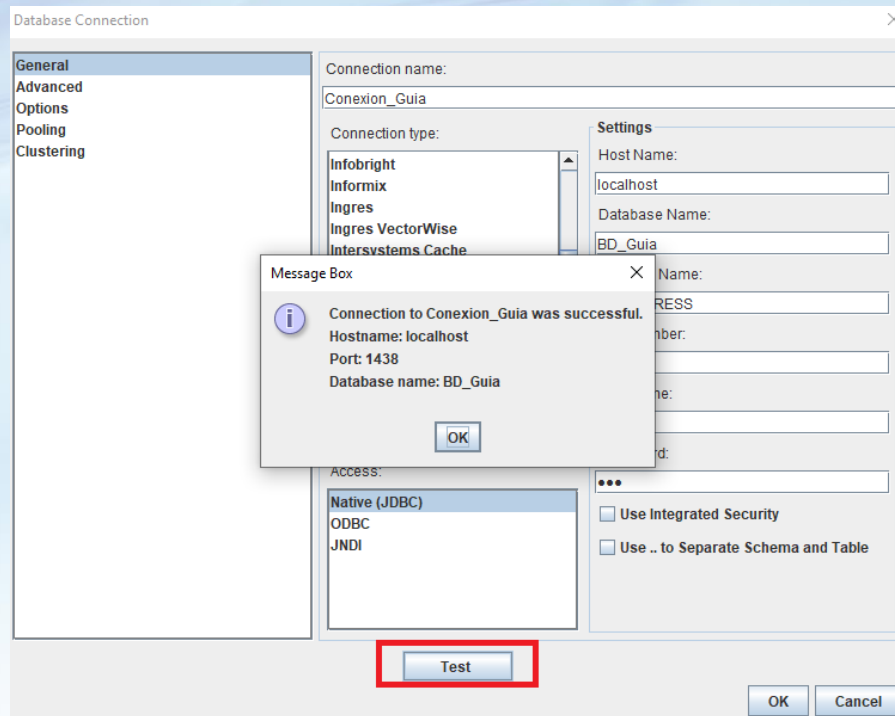 Database Connection
General
Advanced
Options
Pooling
Clustering
Connection name:
Conexion_Guia
Connection type:
Infobright
Informix
Ingres
Ingres VectorWise
Intersystems Cache
Settings
Host Name:
localhost
Database Name:
BD_Guia
Name:
Message Box
Connection to Conexion_Guia was successful.
Hostname: localhost
Port: 1438
Database name: BD_Guia
OK
Access:
Native (JDBC)
ODBC
JNDI
Use Integrated Security
Use .. to Separate Schema and Table
Test
OK
Cancel